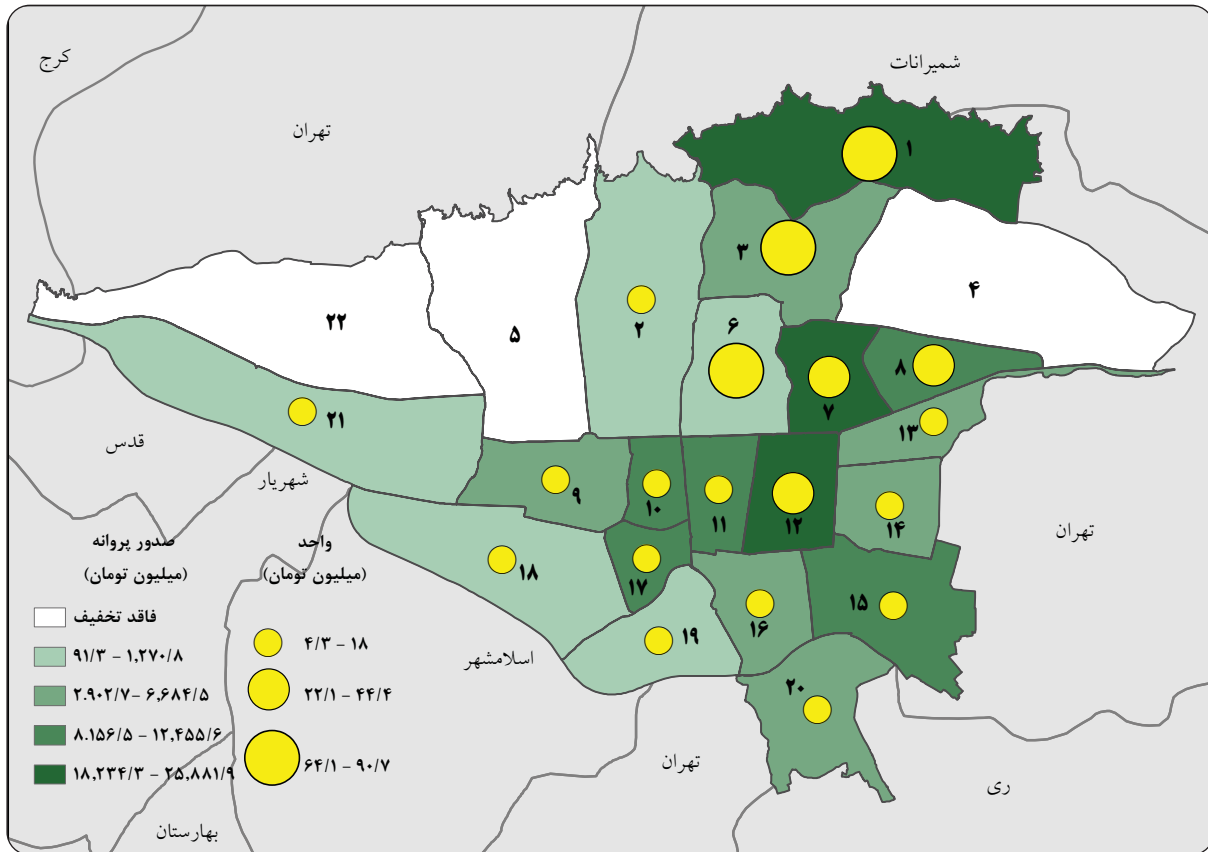 شمیرانات
کرج
تهران
۱
۳
۴
۲
۵
۲۲
۶
۸
۷
۲۱
۱۳
قدس
شهریار
۹
۱۰
۱۱
۱۲
۱۴
تهران
۱۸
۱۷
۱۵
۱۶
۱۹
۲۰
اسلامشهر
تهران
ری
بهارستان
صدور پروانه
(میلیون تومان)
فاقد تخفیف
۹۱/۳ - ۱,۲۷۰/۸
۲.۹۰۲/۷- ۶,۶۸۴/۵
۸.۱۵۶/۵ - ۱۲,۴۵۵/۶
۱۸,۲۳۴/۳ - ۲۵,۸۸۱/۹
واحد
(میلیون تومان)
۴/۳ - ۱۸
۲۲/۱ - ۴۴/۴
۶۴/۱ - ۹۰/۷